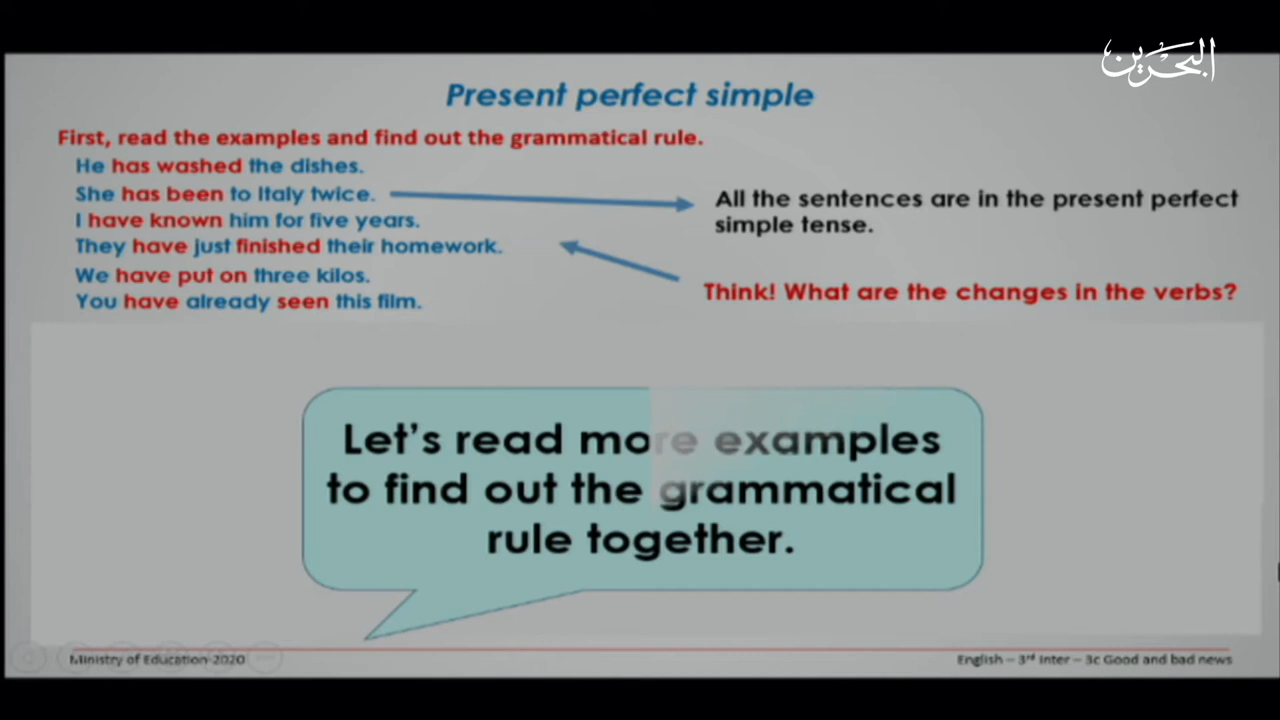 البحرين
Present perfect simple
First, read the examples and find out the grammatical rule.
He has washed the dishes.
She has been to Italy twice.
I have known him for five years.
They have just finished their homework.
We have put on three kilos.
You have already seen this film.
All the sentences are in the present perfect
simple tense.
Think! What are the changes in the verbs?
Let's read more examples
to find out the grammatical
rule together.
Ministry of Education-2020
English – 3rd Inter – 3c Good and bad news